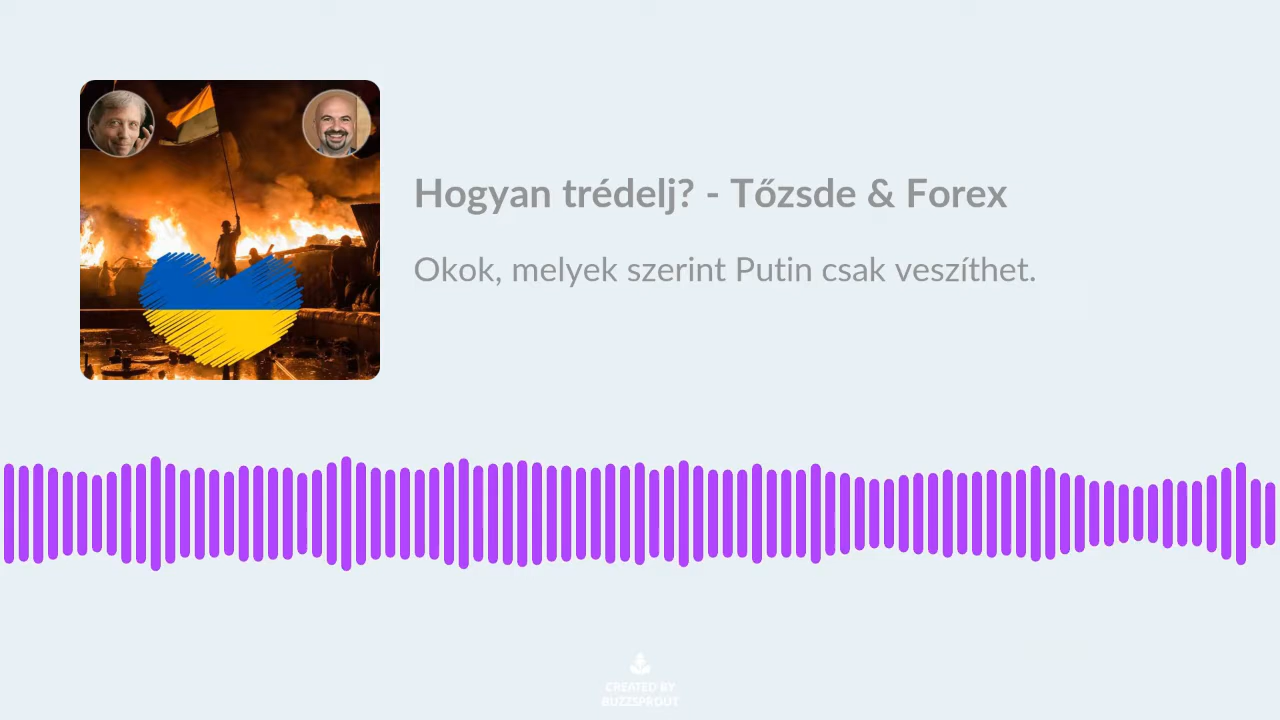 Hogyan trédelj? - Tőzsde & Forex
Okok, melyek szerint Putin csak veszíthet.
CREATED BY
BUZZSPROUT